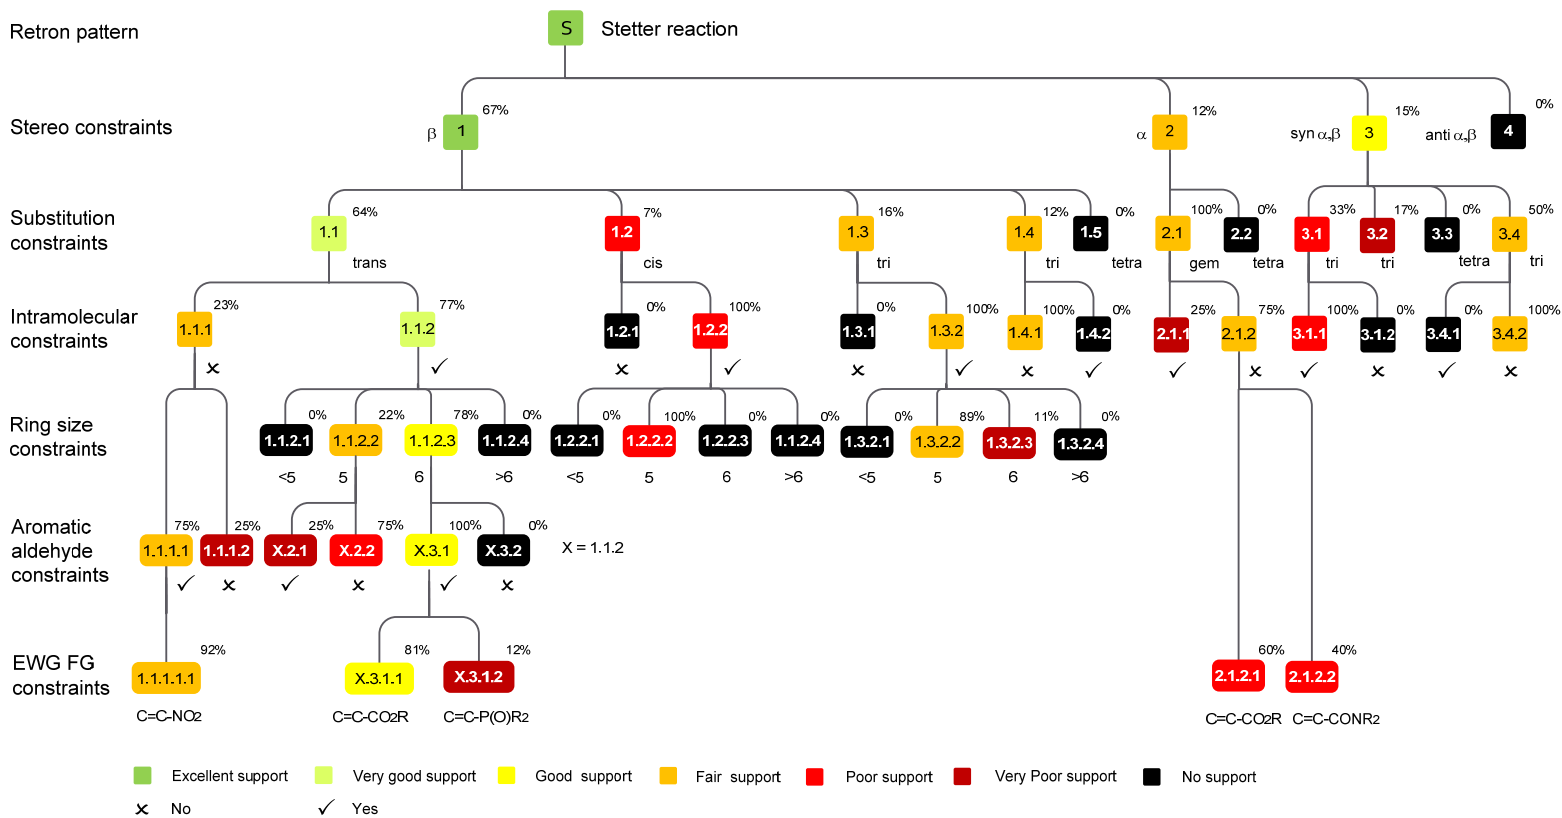 Retron pattern
S
Stetter reaction
Stereo constraints
β
1
67%
α
2
12%
syn α,β
3
15%
anti α,β
4
0%
Substitution
constraints
1.1
64%
trans
1.2
7%
cis
1.3
16%
tri
1.4
12%
tri
1.5
0%
tetra
2.1
100%
gem
2.2
0%
tetra
3.1
33%
tri
3.2
17%
tri
3.3
0%
tetra
3.4
50%
tri
Intramolecular
constraints
1.1.1
23%
1.1.2
77%
1.2.1
0%
1.2.2
100%
1.3.1
0%
1.3.2
100%
1.4.1
100%
1.4.2
0%
2.1.1
25%
2.1.2
75%
3.1.1
100%
3.1.2
0%
3.4.1
0%
3.4.2
100%
Ring size
constraints
1.1.2.1
0%
<5
1.1.2.2
22%
5
1.1.2.3
78%
6
1.1.2.4
0%
>6
1.2.2.1
0%
<5
1.2.2.2
100%
5
1.2.2.3
0%
6
1.1.2.4
0%
>6
1.3.2.1
0%
<5
1.3.2.2
89%
5
1.3.2.3
11%
6
1.3.2.4
0%
>6
Aromatic
aldehyde
constraints
1.1.1.1
75%
1.1.1.2
25%
X.2.1
25%
X.2.2
75%
X.3.1
100%
X.3.2
0%
X = 1.1.2
EWG FG
constraints
1.1.1.1.1
92%
C=C-NO2
X.3.1.1
81%
C=C-CO2R
X.3.1.2
12%
C=C-P(O)R2
2.1.2.1
60%
C=C-CO2R
2.1.2.2
40%
C=C-CONR2
Excellent support
Very good support
Good support
Fair support
Poor support
Very Poor support
No support
No
Yes